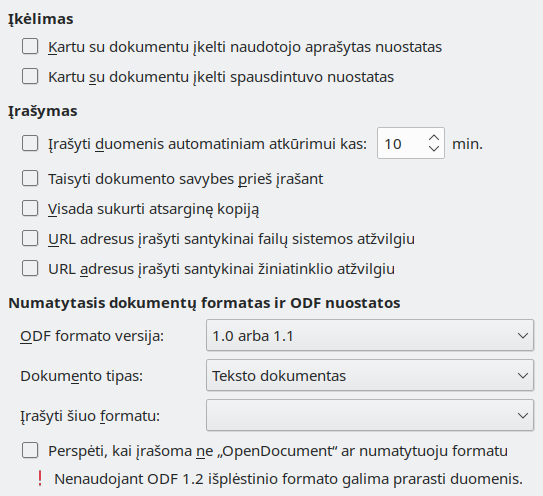 Įkėlimas
Kartu su dokumentu įkelti naudotojo aprašytas nuostatas
Kartu su dokumentu įkelti spausdintuvo nuostatas
Įrašymas
Įrašyti duomenis automatiniam atkūrimui kas: 10 min.
Taisyti dokumento savybes prieš įrašant
Visada sukurti atsarginę kopiją
URL adresus įrašyti santykinai failų sistemos atžvilgiu
URL adresus įrašyti santykinai žiniatinklio atžvilgiu
Numatytasis dokumentų formatas ir ODF nuostatos
ODF formato versija: 1.0 arba 1.1
Dokumento tipas: Teksto dokumentas
Įrašyti šiuo formatu:
Perspėti, kai įrašoma ne „OpenDocument“ ar numatytuoju formatu
! Nenaudojant ODF 1.2 išplėstinio formato galima prarasti duomenis.